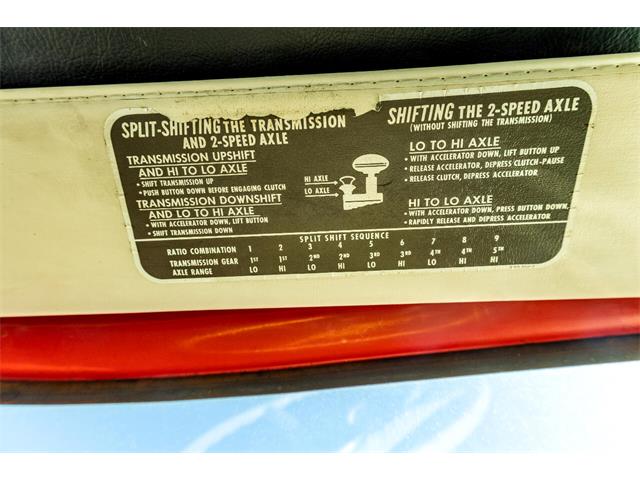 SPLIT-SHIFTING THE TRANSMISSION
AND 2-SPEED AXLE
TRANSMISSION UPSHIFT
AND HI TO LO AXLE
• SHIFT TRANSMISSION UP
• PUSH BUTTON DOWN BEFORE ENGAGING CLUTCH
TRANSMISSION DOWNSHIFT
AND LO TO HI AXLE
• WITH ACCELERATOR DOWN, LIFT BUTTON
• SHIFT TRANSMISSION DOWN
HI AXLE
LO AXLE
SHIFTING THE 2-SPEED AXLE
(WITHOUT SHIFTING THE TRANSMISSION)
LO TO HI AXLE
• WITH ACCELERATOR DOWN, LIFT BUTTON UP
• RELEASE ACCELERATOR, DEPRESS CLUTCH-PAUSE
• RELEASE CLUTCH, DEPRESS ACCELERATOR
HI TO LO AXLE
• WITH ACCELERATOR DOWN, PRESS BUTTON DOWN,
• RAPIDLY RELEASE AND DEPRESS ACCELERATOR
SPLIT SHIFT SEQUENCE
RATIO COMBINATION 1 2 3 4 5 6 7 8 9
TRANSMISSION GEAR 1ST 1ST 2ND 2ND 3RD 3RD 4TH 4TH 5TH
AXLE RANGE LO HI LO HI LO HI LO HI HI